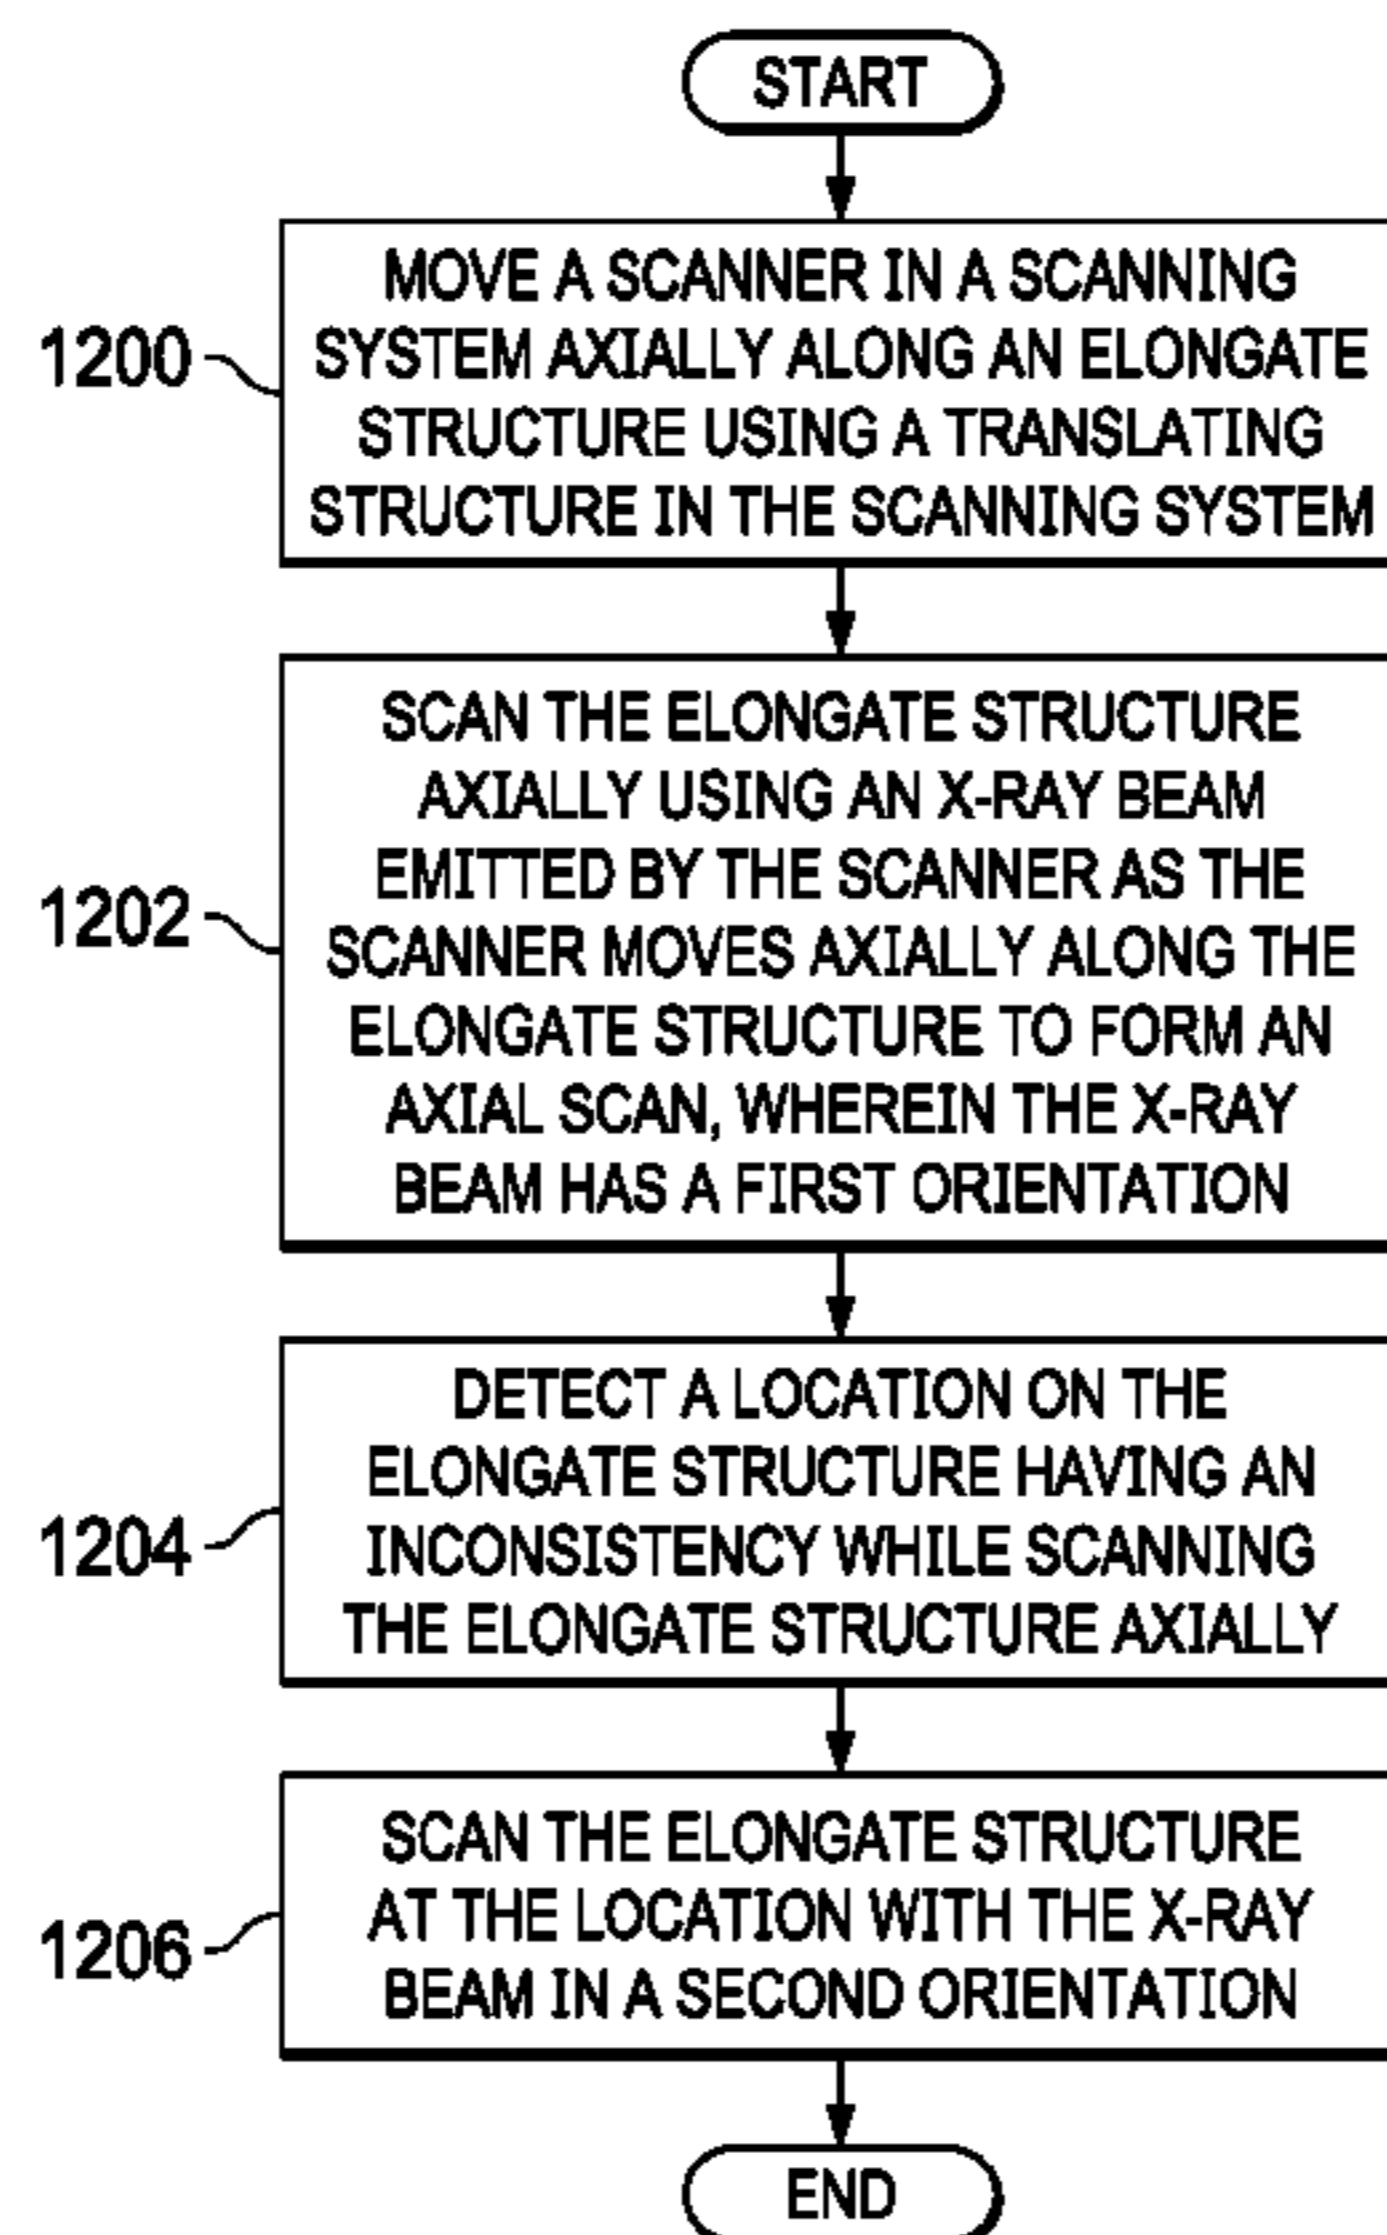 START
MOVE A SCANNER IN A SCANNING
SYSTEM AXIALLY ALONG AN ELONGATE
STRUCTURE USING A TRANSLATING
STRUCTURE IN THE SCANNING SYSTEM
1200
SCAN THE ELONGATE STRUCTURE
AXIALLY USING AN X-RAY BEAM
EMITTED BY THE SCANNER AS THE
SCANNER MOVES AXIALLY ALONG THE
ELONGATE STRUCTURE TO FORM AN
AXIAL SCAN, WHEREIN THE X-RAY
BEAM HAS A FIRST ORIENTATION
1202
DETECT A LOCATION ON THE
ELONGATE STRUCTURE HAVING AN
INCONSISTENCY WHILE SCANNING
THE ELONGATE STRUCTURE AXIALLY
1204
SCAN THE ELONGATE STRUCTURE
AT THE LOCATION WITH THE X-RAY
BEAM IN A SECOND ORIENTATION
1206
END